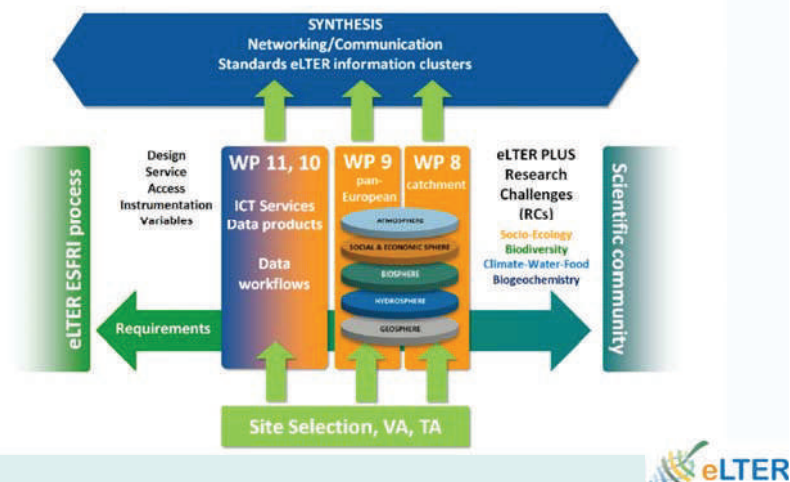 SYNTHESIS
Networking/Communication
Standards eLTER information clusters
eLTER ESFRI process
Design
Service
Access
Instrumentation
Variables
Requirements
WP 11, 10
ICT Services
Data products
Data
workflows
WP 9
pan-
European
WP 8
catchment
ATMOSPHERE
SOCIAL & ECONOMIC SPHERE
BIOSPHERE
HYDROSPHERE
GEOSPHERE
eLTER PLUS
Research
Challenges
(RCs)
Socio-Ecology
Biodiversity
Climate-Water-Food
Biogeochemistry
Scientific community
Site Selection, VA, TA
eLTER